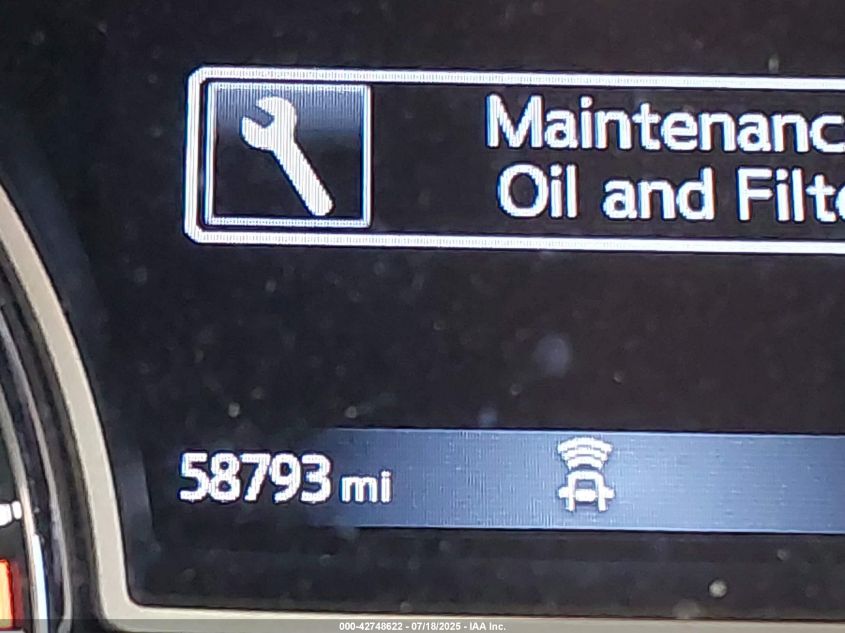 Maintenanc
Oil and Filte
58793 mi
000-42748622 - 07/18/2025 - IAA Inc.